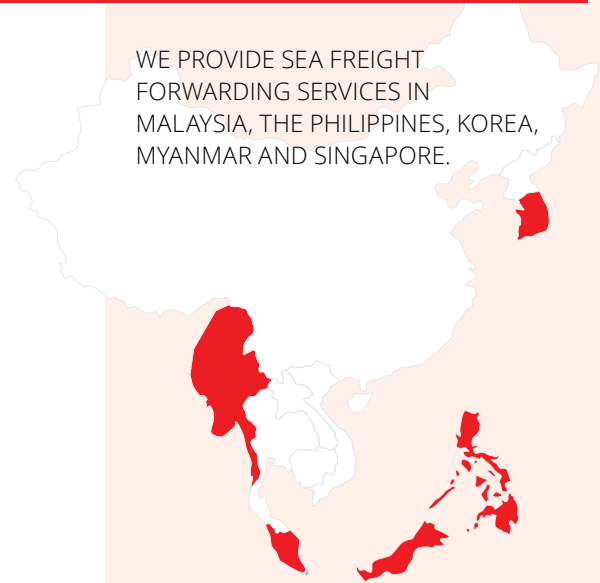 WE PROVIDE SEA FREIGHT
FORWARDING SERVICES IN
MALAYSIA, THE PHILIPPINES, KOREA,
MYANMAR AND SINGAPORE.